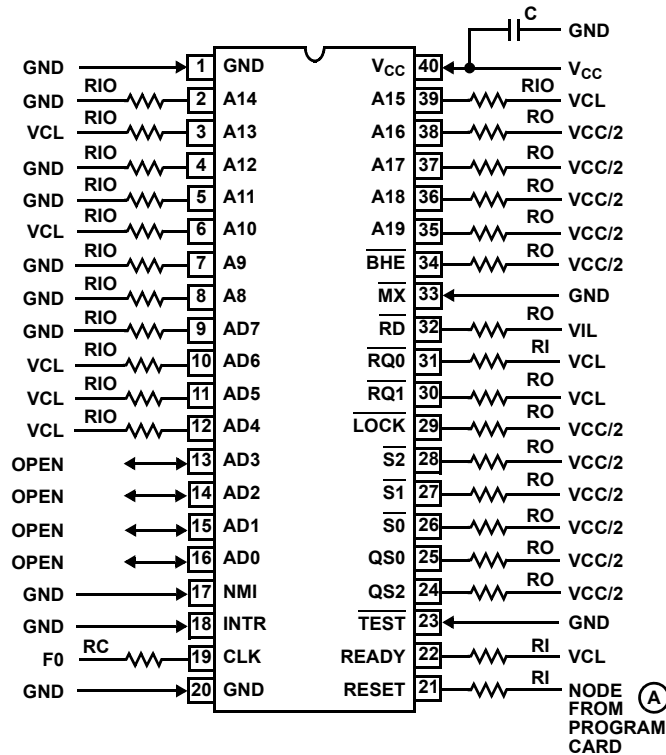 C
GND
GND 1 GND VCC 40 VCC
GND RIO 2 A14 A15 39 RIO VCL
VCL RIO 3 A13 A16 38 RO VCC/2
GND RIO 4 A12 A17 37 RO VCC/2
GND RIO 5 A11 A18 36 RO VCC/2
VCL RIO 6 A10 A19 35 RO VCC/2
GND RIO 7 A9 BHE 34 RO VCC/2
GND RIO 8 A8 MX 33 GND
GND RIO 9 AD7 RD 32 RO VIL
VCL RIO 10 AD6 RQ0 31 RI VCL
VCL RIO 11 AD5 RQ1 30 RO VCL
VCL RIO 12 AD4 LOCK 29 RO VCC/2
OPEN 13 AD3 S2 28 RO VCC/2
OPEN 14 AD2 S1 27 RO VCC/2
OPEN 15 AD1 S0 26 RO VCC/2
OPEN 16 AD0 QS0 25 RO VCC/2
GND 17 NMI QS2 24 RO VCC/2
GND 18 INTR TEST 23 GND
F0 RC 19 CLK READY 22 RI VCL
GND 20 GND RESET 21 RI NODE A
FROM
PROGRAM
CARD